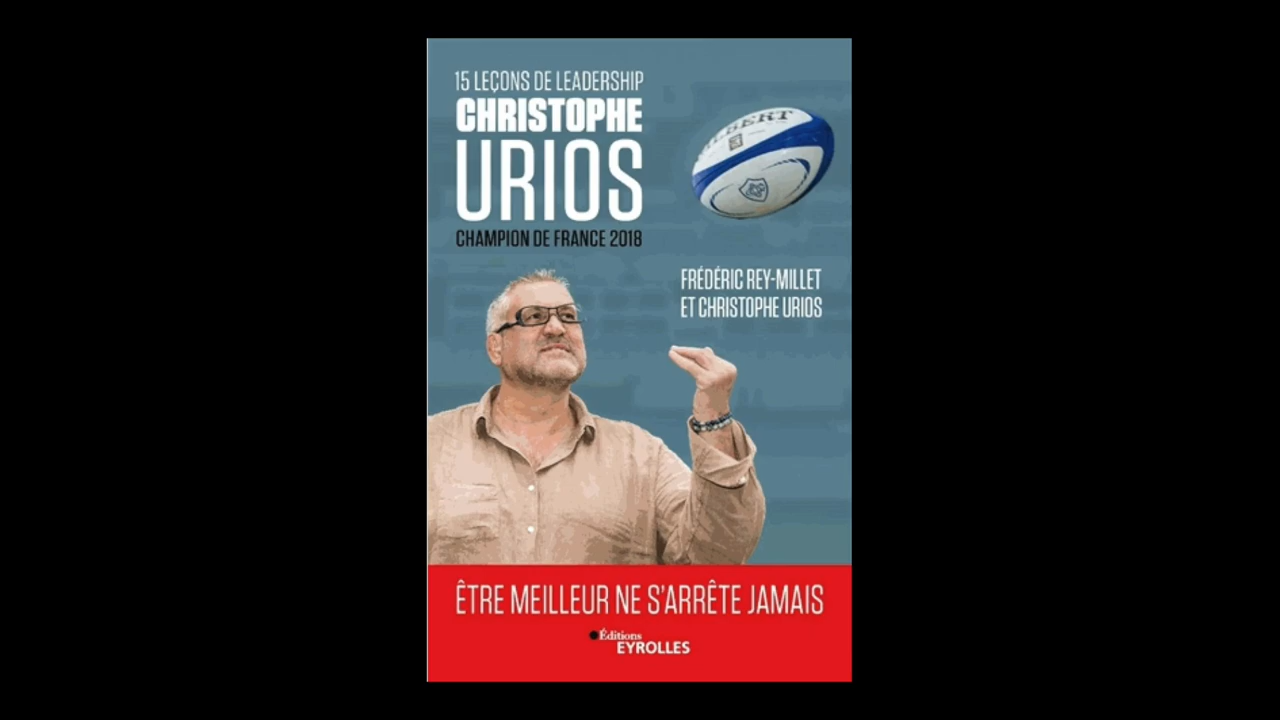 15 LEÇONS DE LEADERSHIP
CHRISTOPHE
URIOS
CHAMPION DE FRANCE 2018
FRÉDÉRIC REY-MILLET
ET CHRISTOPHE URIOS
ÊTRE MEILLEUR NE S'ARRÊTE JAMAIS
Éditions
EYROLLES